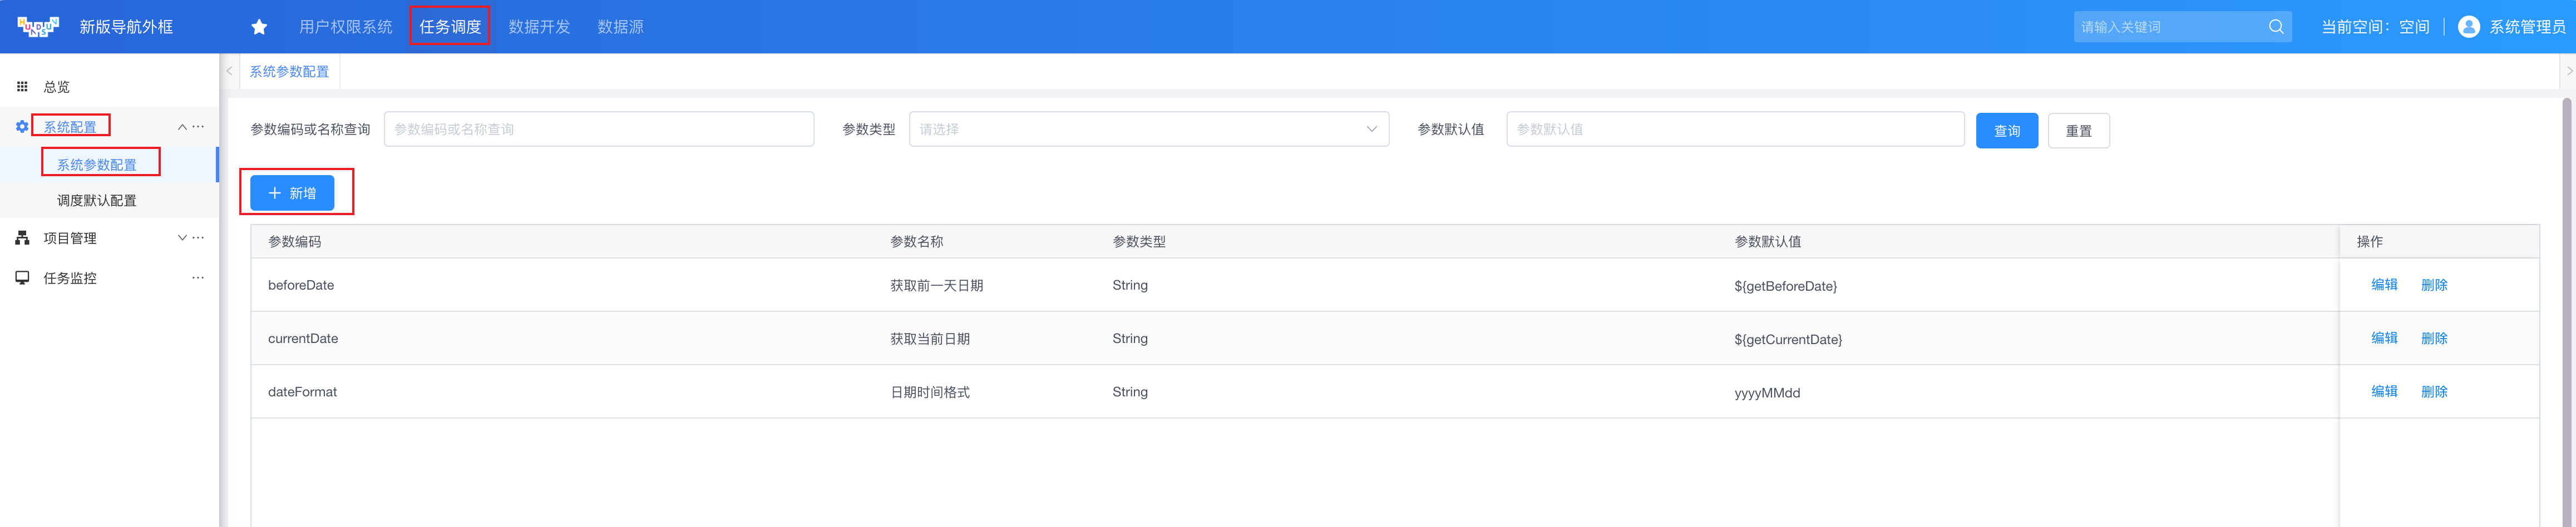 新版导航外框 用户权限系统 任务调度 数据开发 数据源 请输入关键词 当前空间：空间 系统管理员
总览
系统配置
系统参数配置
调度默认配置
项目管理
任务监控
系统参数配置
参数编码或名称查询 参数编码或名称查询 参数类型 请选择 参数默认值 参数默认值 查询 重置
新增
参数编码 参数名称 参数类型 参数默认值 操作
beforeDate 获取前一天日期 String ${getBeforeDate} 编辑 删除
currentDate 获取当前日期 String ${getCurrentDate} 编辑 删除
dateFormat 日期时间格式 String yyyyMMdd 编辑 删除